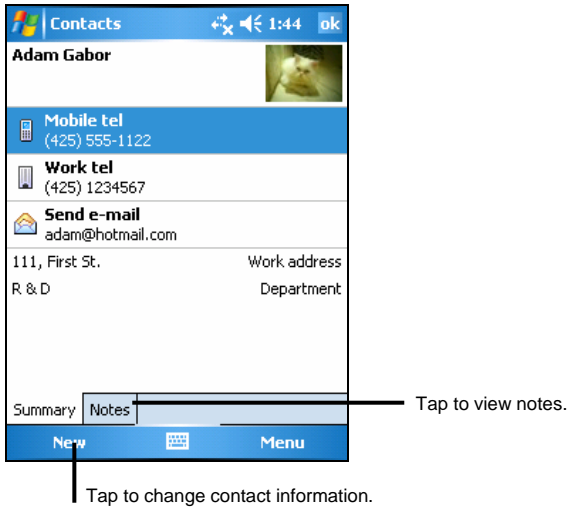 Contacts 1:44 ok
Adam Gabor
Mobile tel
(425) 555-1122
Work tel
(425) 1234567
Send e-mail
adam@hotmail.com
111, First St. Work address
R & D Department
Summary Notes
Tap to view notes.
New Menu
Tap to change contact information.